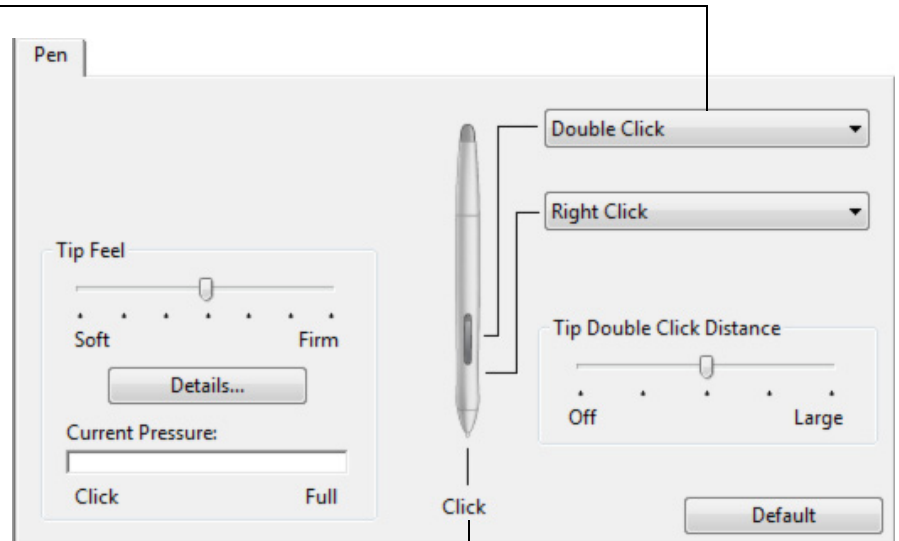 Pen
Double Click
Right Click
Tip Feel
Soft Firm
Details...
Current Pressure:
Click Full
Tip Double Click Distance
Off Large
Click
Default